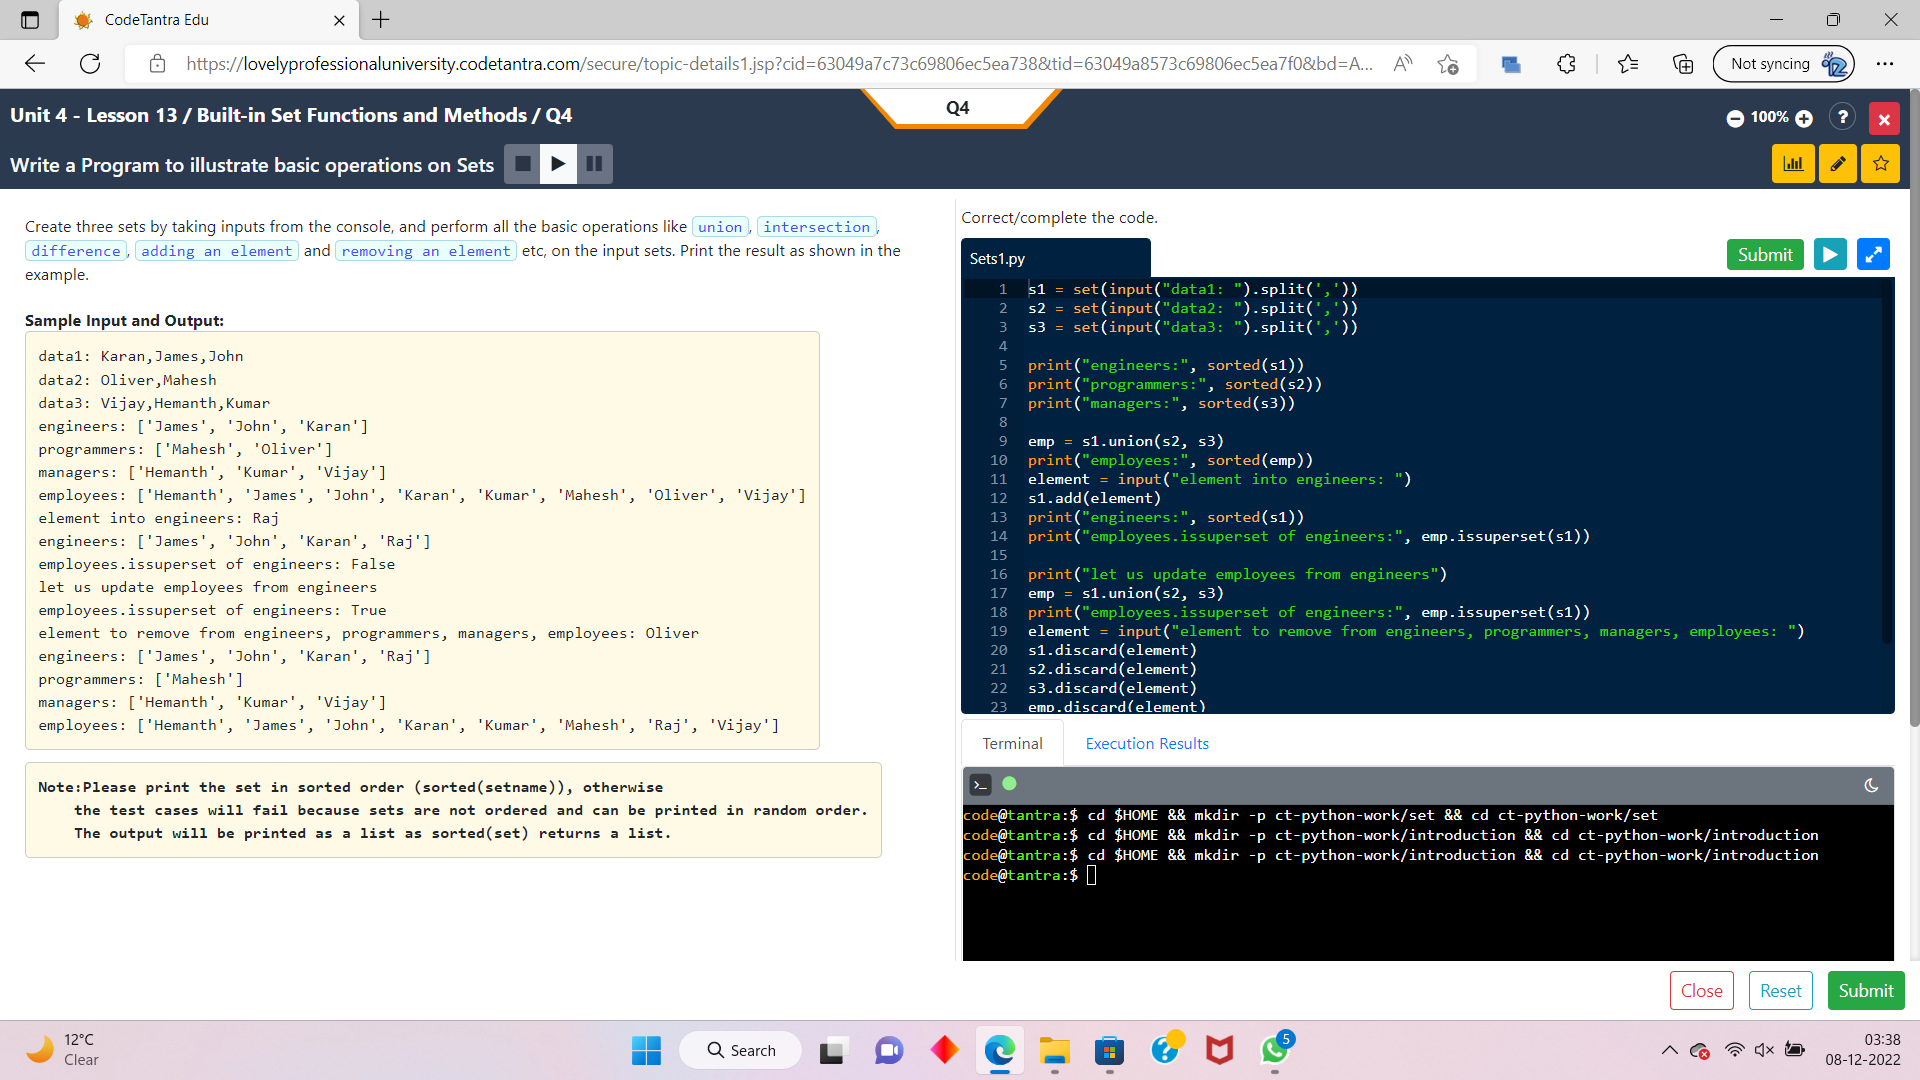 CodeTantra Edu
https://lovelyprofessionaluniversity.codetantra.com/secure/topic-details1.jsp?cid=63049a7c73c69806ec5ea738&tid=63049a8573c69806ec5ea7f0&bd=A...
Not syncing
Unit 4 - Lesson 13 / Built-in Set Functions and Methods / Q4
Q4
100%
?
Write a Program to illustrate basic operations on Sets
Create three sets by taking inputs from the console, and perform all the basic operations like union, intersection,
difference, adding an element and removing an element etc, on the input sets. Print the result as shown in the
example.
Sample Input and Output:
data1: Karan,James,John
data2: Oliver,Mahesh
data3: Vijay,Hemanth,Kumar
engineers: ['James', 'John', 'Karan']
programmers: ['Mahesh', 'Oliver']
managers: ['Hemanth', 'Kumar', 'Vijay']
employees: ['Hemanth', 'James', 'John', 'Karan', 'Kumar', 'Mahesh', 'Oliver', 'Vijay']
element into engineers: Raj
engineers: ['James', 'John', 'Karan', 'Raj']
employees.issuperset of engineers: False
let us update employees from engineers
employees.issuperset of engineers: True
element to remove from engineers, programmers, managers, employees: Oliver
engineers: ['James', 'John', 'Karan', 'Raj']
programmers: ['Mahesh']
managers: ['Hemanth', 'Kumar', 'Vijay']
employees: ['Hemanth', 'James', 'John', 'Karan', 'Kumar', 'Mahesh', 'Raj', 'Vijay']
Note:Please print the set in sorted order (sorted(setname)), otherwise
the test cases will fail because sets are not ordered and can be printed in random order.
The output will be printed as a list as sorted(set) returns a list.
Correct/complete the code.
Sets1.py
Submit
1 s1 = set(input("data1: ").split(','))
2 s2 = set(input("data2: ").split(','))
3 s3 = set(input("data3: ").split(','))
4
5 print("engineers:", sorted(s1))
6 print("programmers:", sorted(s2))
7 print("managers:", sorted(s3))
8
9 emp = s1.union(s2, s3)
10 print("employees:", sorted(emp))
11 element = input("element into engineers: ")
12 s1.add(element)
13 print("engineers:", sorted(s1))
14 print("employees.issuperset of engineers:", emp.issuperset(s1))
15
16 print("let us update employees from engineers")
17 emp = s1.union(s2, s3)
18 print("employees.issuperset of engineers:", emp.issuperset(s1))
19 element = input("element to remove from engineers, programmers, managers, employees: ")
20 s1.discard(element)
21 s2.discard(element)
22 s3.discard(element)
23 emp.discard(element)
Terminal
Execution Results
code@tantra:$ cd $HOME && mkdir -p ct-python-work/set && cd ct-python-work/set
code@tantra:$ cd $HOME && mkdir -p ct-python-work/introduction && cd ct-python-work/introduction
code@tantra:$ cd $HOME && mkdir -p ct-python-work/introduction && cd ct-python-work/introduction
code@tantra:$
Close
Reset
Submit
12°C
Clear
Search
5
03:38
08-12-2022